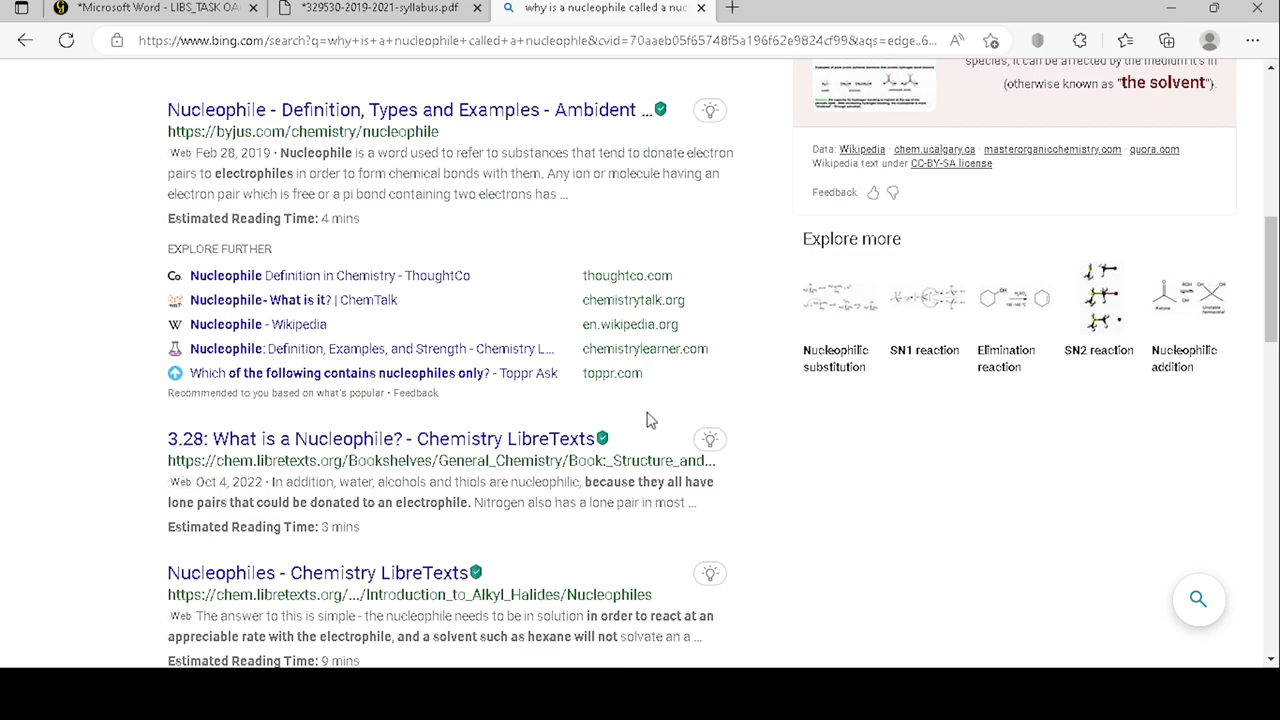 *Microsoft Word - LIBS_TASK OA
*329530-2019-2021-syllabus.pdf
why is a nucleophile called a nuc
https://www.bing.com/search?q=why+is+a+nucleophile+called+a+nucleophle&cvid=70aaeb05f65748f5a196f62e9824cf99&aqs=edge..6...
species, it can be affected by the medium it's in
(otherwise known as "the solvent").
Nucleophile - Definition, Types and Examples - Ambident ...
https://byjus.com/chemistry/nucleophile
Web Feb 28, 2019 · Nucleophile is a word used to refer to substances that tend to donate electron
pairs to electrophiles in order to form chemical bonds with them. Any ion or molecule having an
electron pair which is free or a pi bond containing two electrons has ...
Estimated Reading Time: 4 mins
EXPLORE FURTHER
Co. Nucleophile Definition in Chemistry - ThoughtCo thoughtco.com
Nucleophile- What is it? | ChemTalk chemistrytalk.org
W Nucleophile - Wikipedia en.wikipedia.org
Nucleophile: Definition, Examples, and Strength - Chemistry L... chemistrylearner.com
Which of the following contains nucleophiles only? - Toppr Ask toppr.com
Recommended to you based on what's popular • Feedback
3.28: What is a Nucleophile? - Chemistry LibreTexts
https://chem.libretexts.org/Bookshelves/General_Chemistry/Book:_Structure_and...
Web Oct 4, 2022 · In addition, water, alcohols and thiols are nucleophilic, because they all have
lone pairs that could be donated to an electrophile. Nitrogen also has a lone pair in most ...
Estimated Reading Time: 3 mins
Nucleophiles - Chemistry LibreTexts
https://chem.libretexts.org/.../Introduction_to_Alkyl_Halides/Nucleophiles
Web The answer to this is simple - the nucleophile needs to be in solution in order to react at an
appreciable rate with the electrophile, and a solvent such as hexane will not solvate an a ...
Estimated Reading Time: 9 mins
Data: Wikipedia · chem.ucalgary.ca · masterorganicchemistry.com · quora.com
Wikipedia text under CC-BY-SA license
Feedback
Explore more
Nucleophilic substitution
SN1 reaction
Elimination reaction
SN2 reaction
Nucleophilic addition